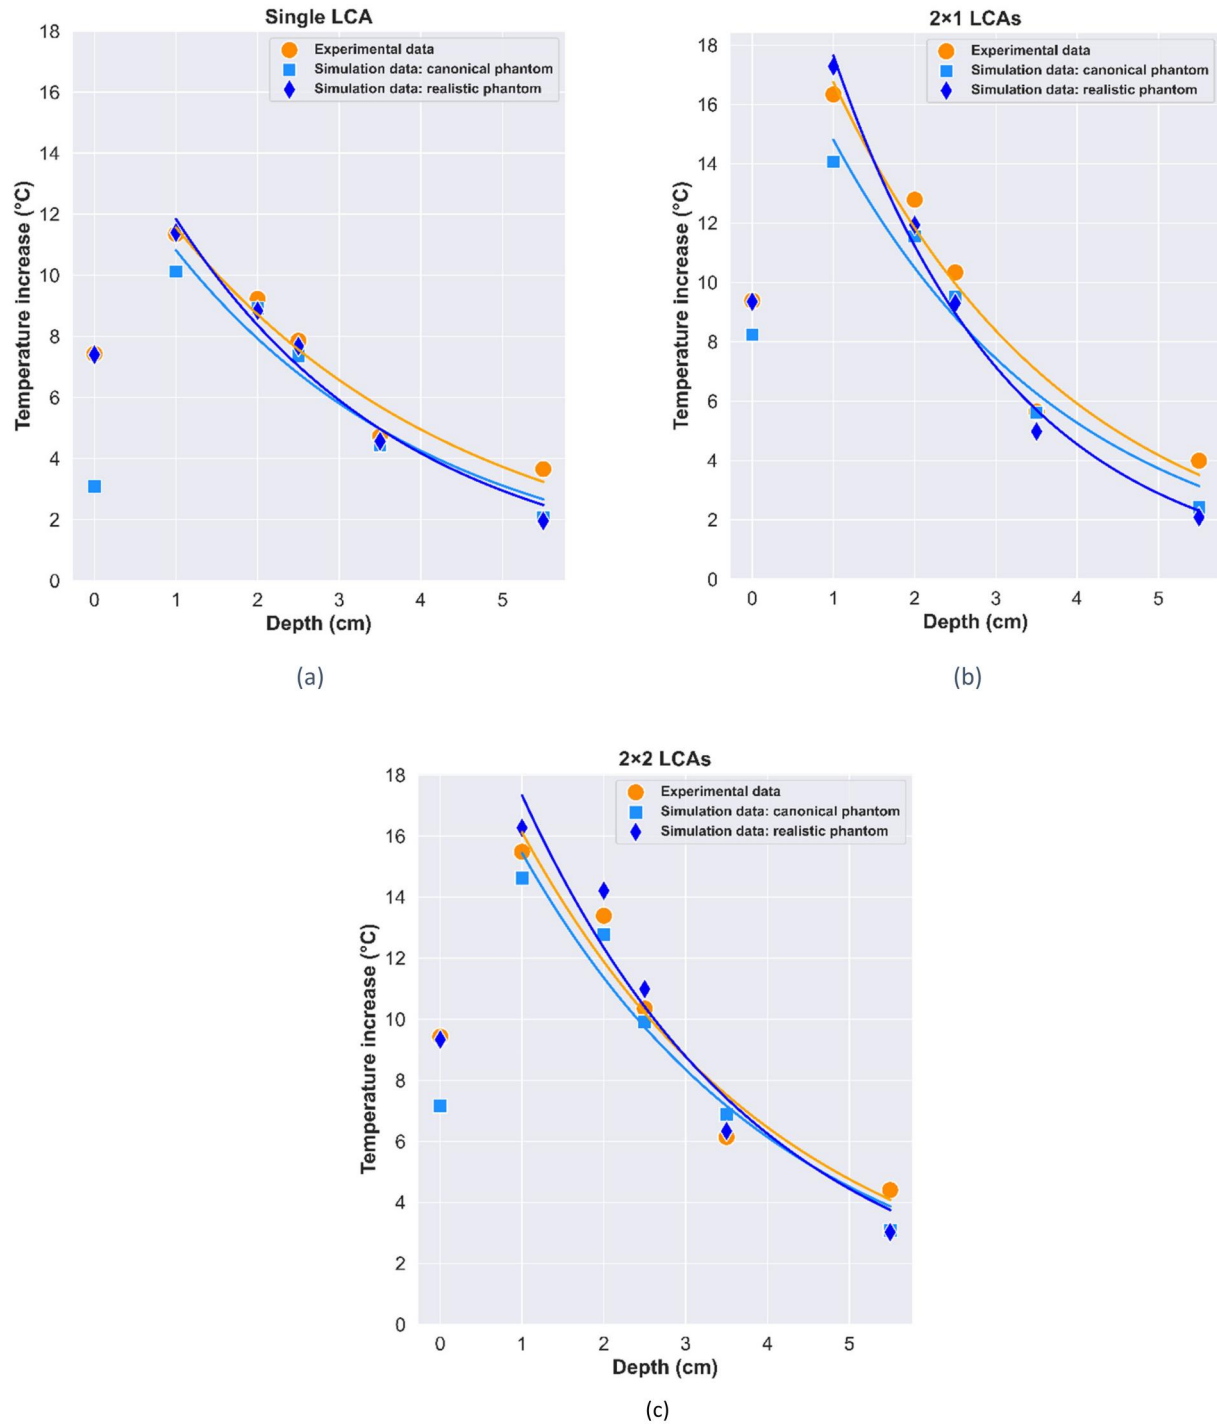 Single LCA
Experimental data
Simulation data: canonical phantom
Simulation data: realistic phantom
Temperature increase (°C)
18
16
14
12
10
8
6
4
2
0
0 1 2 3 4 5
Depth (cm)
(a)
2×1 LCAs
Experimental data
Simulation data: canonical phantom
Simulation data: realistic phantom
Temperature increase (°C)
18
16
14
12
10
8
6
4
2
0
0 1 2 3 4 5
Depth (cm)
(b)
2×2 LCAs
Experimental data
Simulation data: canonical phantom
Simulation data: realistic phantom
Temperature increase (°C)
18
16
14
12
10
8
6
4
2
0
0 1 2 3 4 5
Depth (cm)
(c)